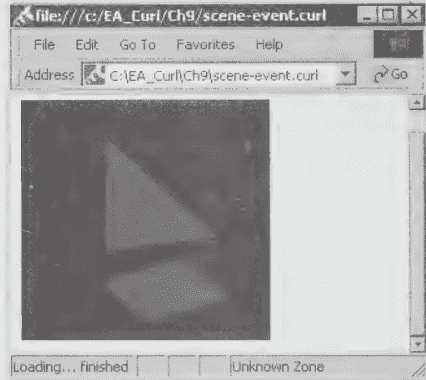 file:///c:/EA_Curl/Ch9/scene-event.curl
File Edit Go To Favorites Help
Address C:\EA_Curl\Ch9\scene-event.curl Go
Loading... finished Unknown Zone